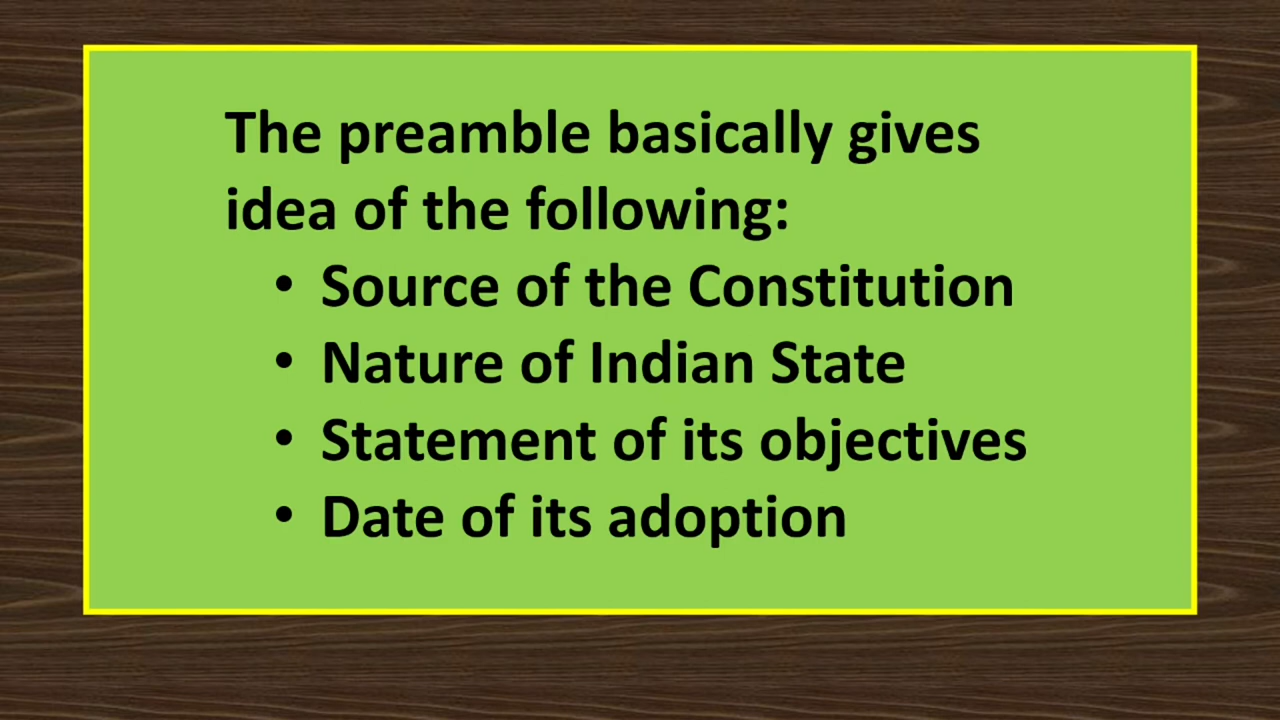 The preamble basically gives
idea of the following:
• Source of the Constitution
• Nature of Indian State
• Statement of its objectives
• Date of its adoption